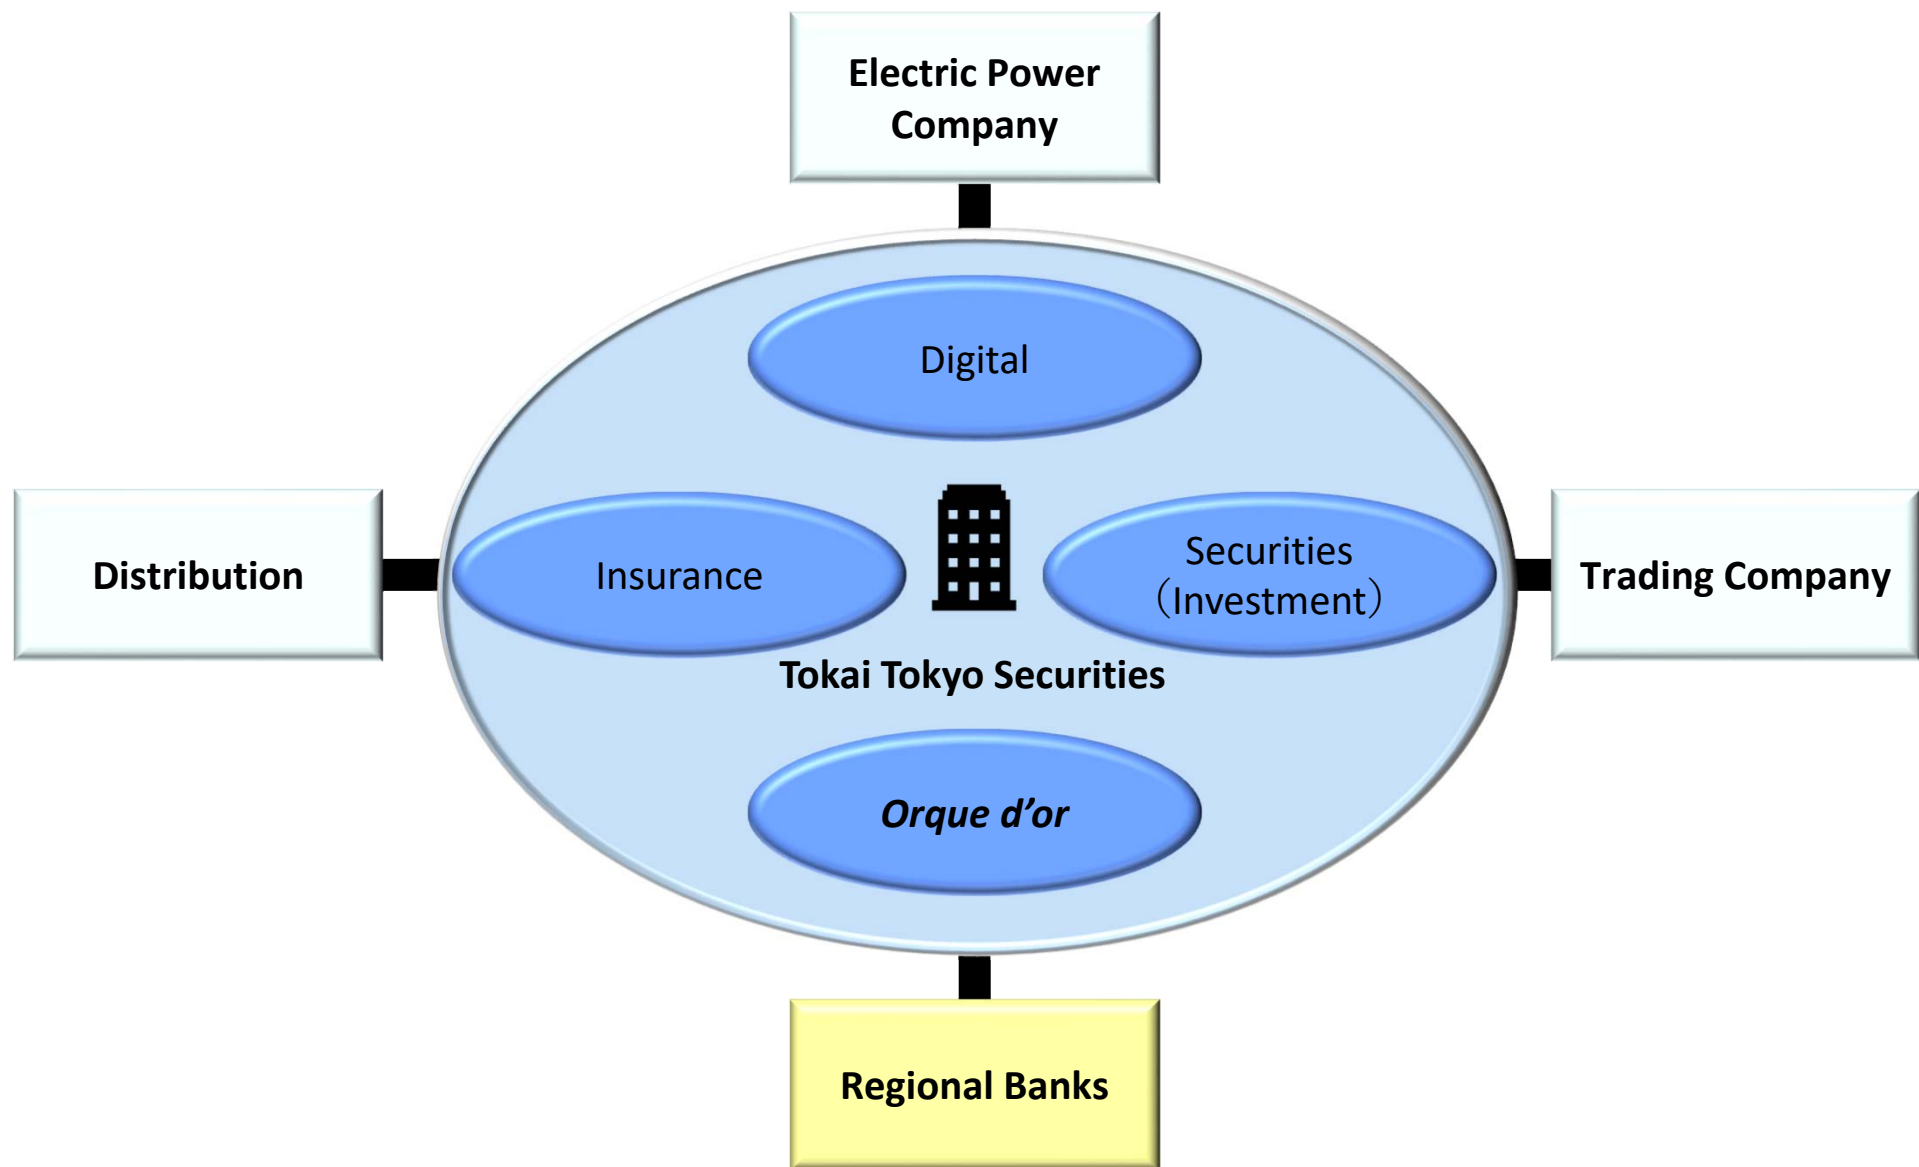 Electric Power
Company
Digital
Distribution
Insurance
Securities
（Investment）
Trading Company
Tokai Tokyo Securities
Orque d’or
Regional Banks